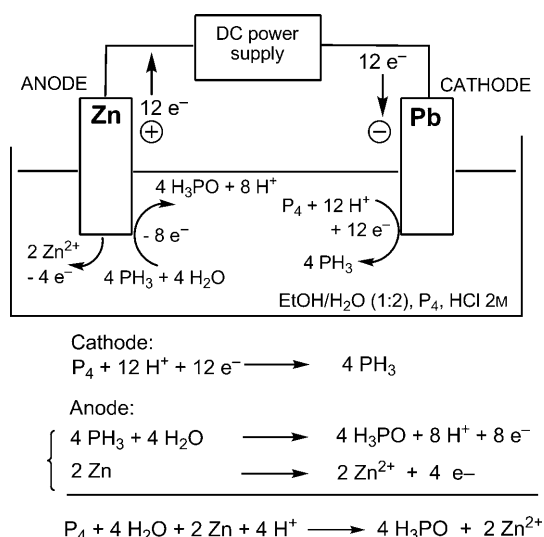 DC power
supply
ANODE
12 e⁻
CATHODE
Zn
12 e⁻
+
−
Pb
4 H₃PO + 8 H⁺
- 8 e⁻
4 PH₃ + 4 H₂O
2 Zn²⁺
- 4 e⁻
P₄ + 12 H⁺
+ 12 e⁻
4 PH₃
EtOH/H₂O (1:2), P₄, HCl 2M
Cathode:
P₄ + 12 H⁺ + 12 e⁻ ⟶ 4 PH₃
Anode:
4 PH₃ + 4 H₂O ⟶ 4 H₃PO + 8 H⁺ + 8 e⁻
2 Zn ⟶ 2 Zn²⁺ + 4 e–
P₄ + 4 H₂O + 2 Zn + 4 H⁺ ⟶ 4 H₃PO + 2 Zn²⁺